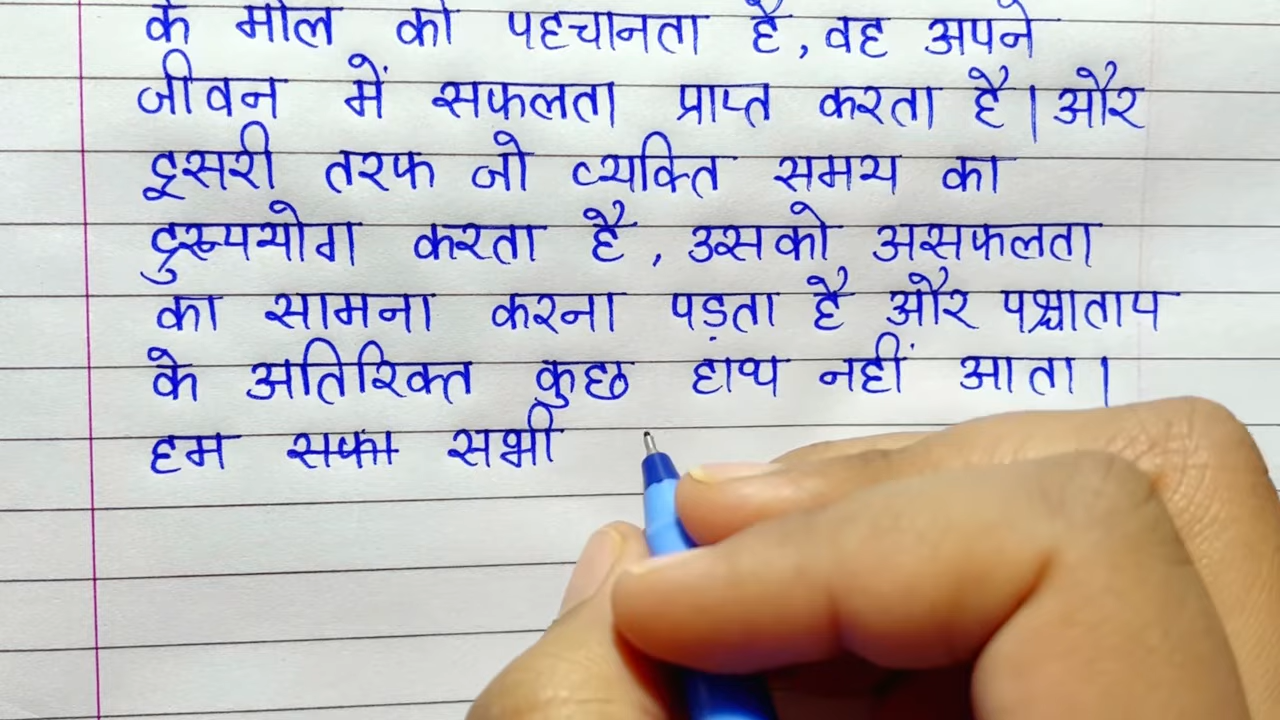 के मोल को पहचानता है, वह अपने
जीवन में सफलता प्राप्त करता है। और
दूसरी तरफ जो व्यक्ति समय का
दुरूपयोग करता है, उसको असफलता
का सामना करना पड़ता है और पश्चाताप
के अतिरिक्त कुछ हाथ नहीं आता।
हम सभी